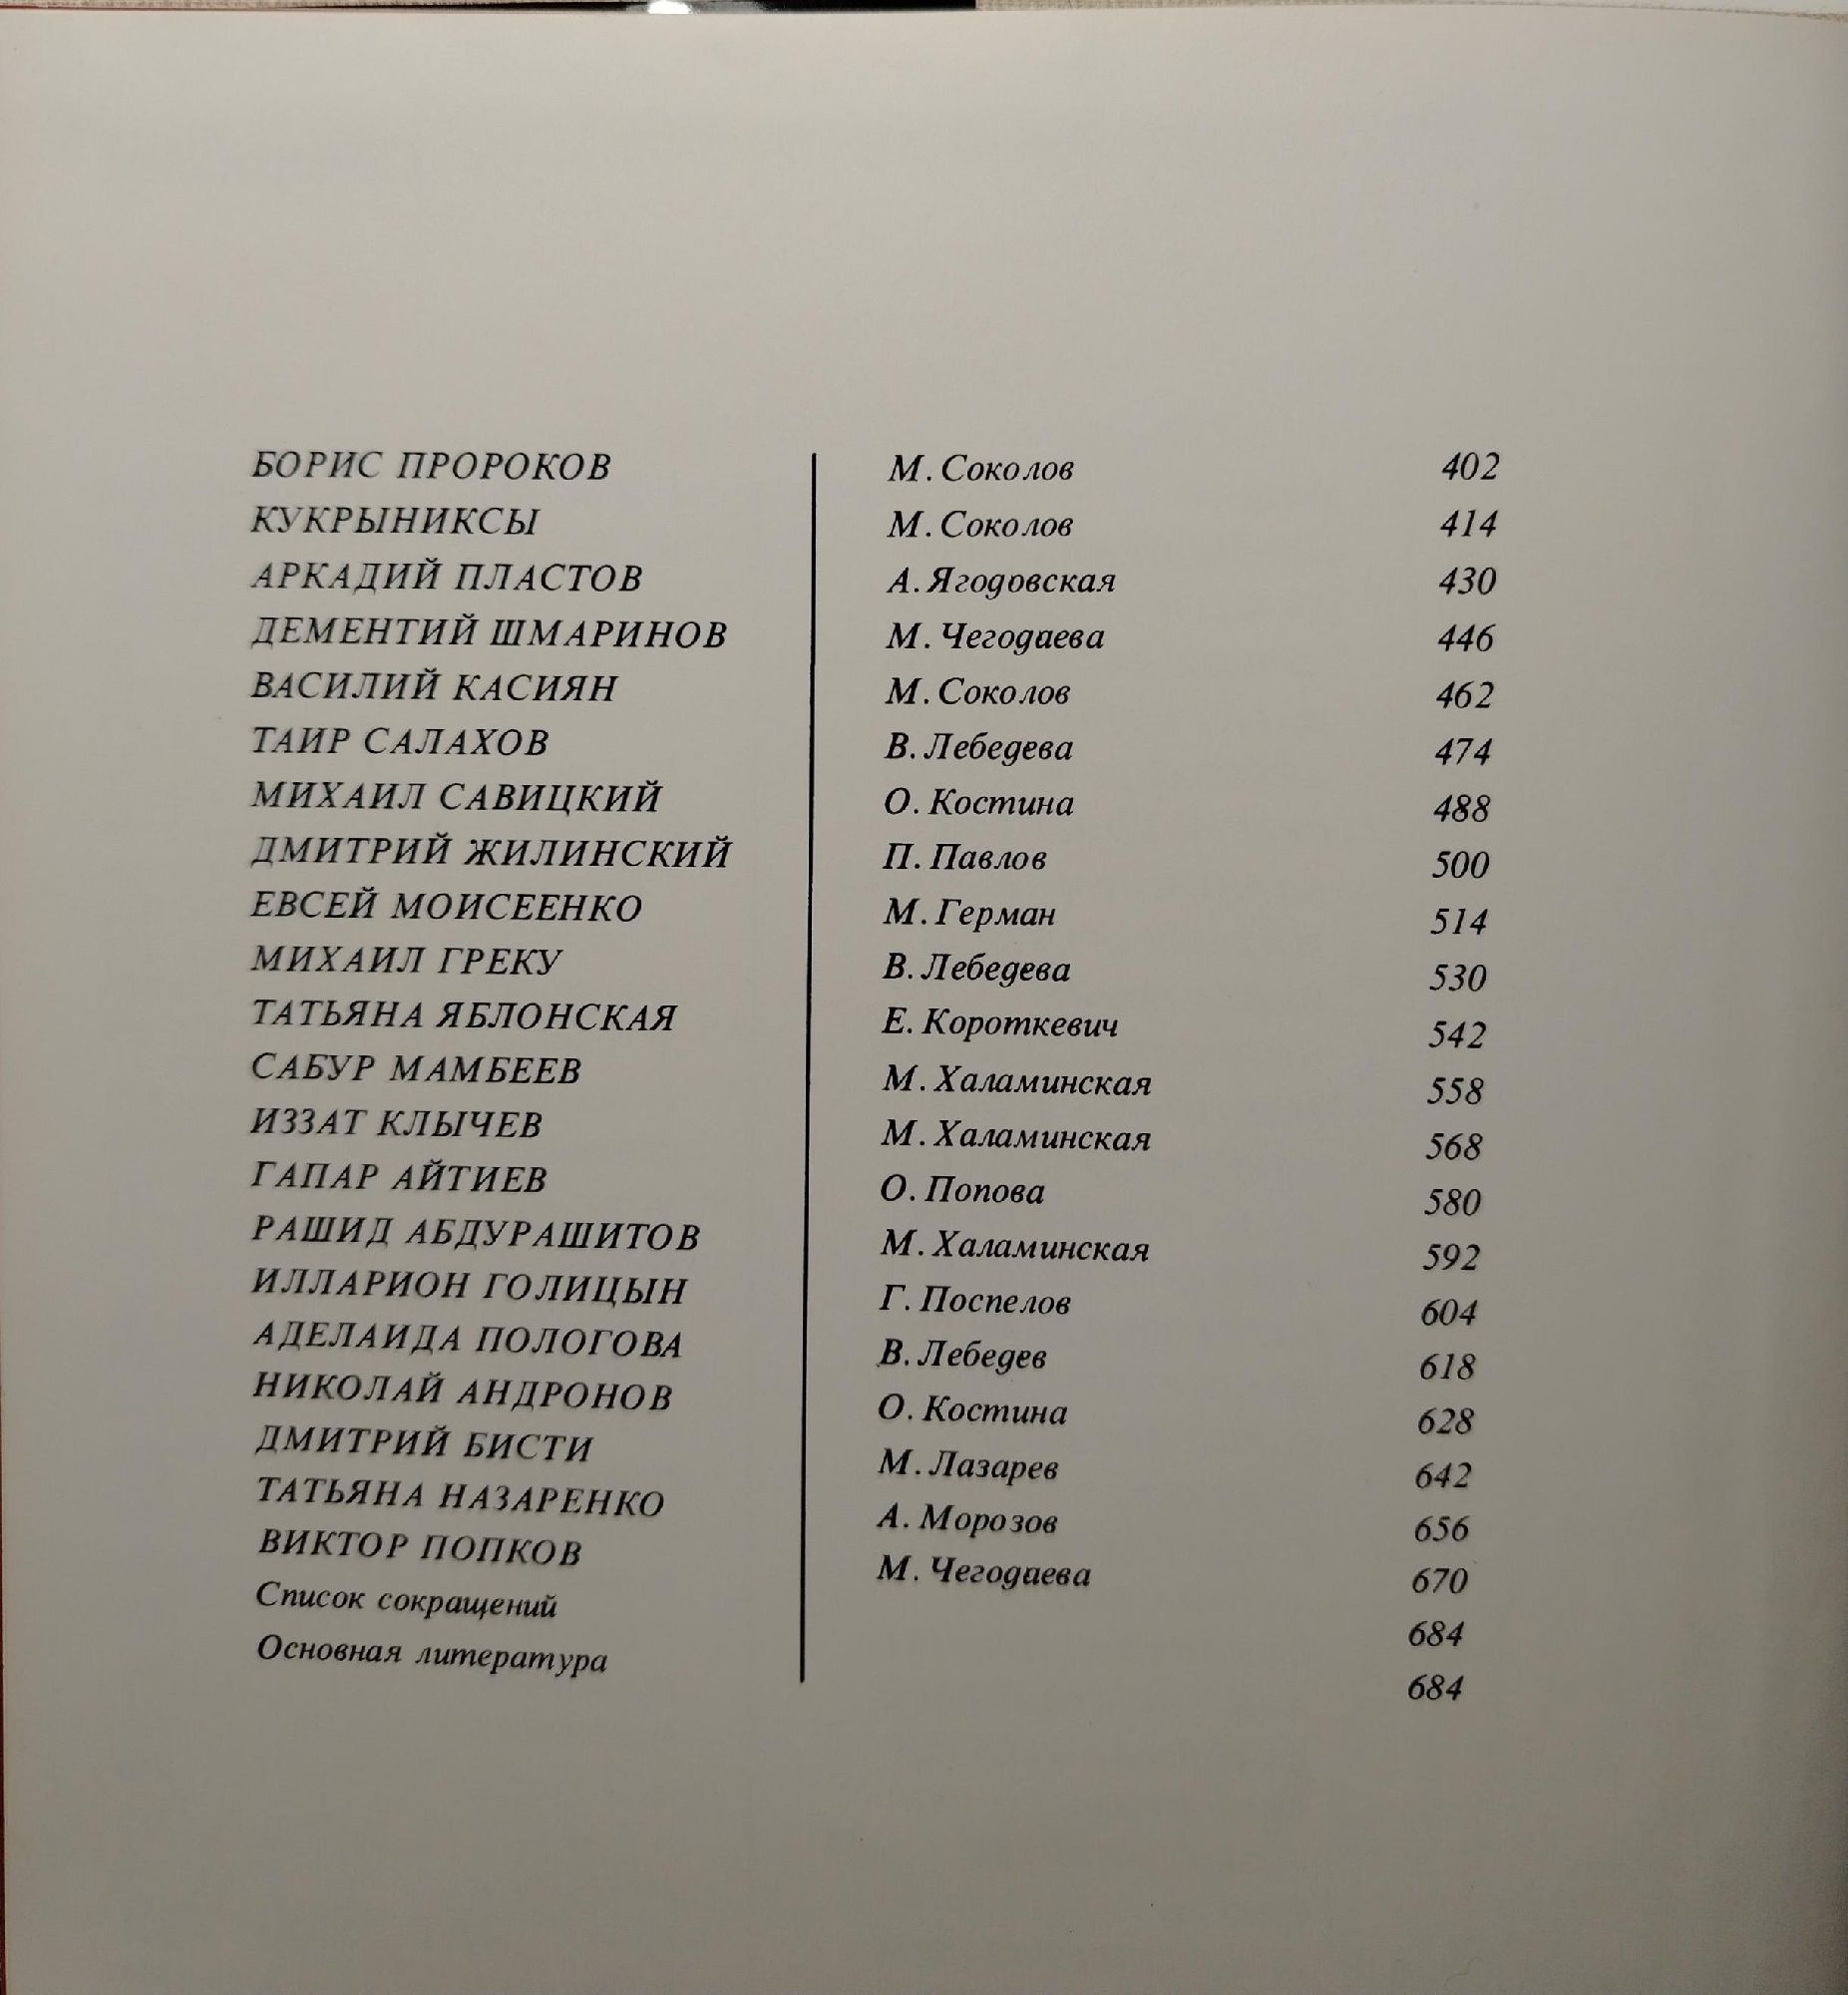 БОРИС ПРОРОКОВ М. Соколов 402
КУКРЫНИКСЫ М. Соколов 414
АРКАДИЙ ПЛАСТОВ А. Ягодовская 430
ДЕМЕНТИЙ ШМАРИНОВ М. Чегодаева 446
ВАСИЛИЙ КАСИЯН М. Соколов 462
ТАИР САЛАХОВ В. Лебедева 474
МИХАИЛ САВИЦКИЙ О. Костина 488
ДМИТРИЙ ЖИЛИНСКИЙ П. Павлов 500
ЕВСЕЙ МОИСЕЕНКО М. Герман 514
МИХАИЛ ГРЕКУ В. Лебедева 530
ТАТЬЯНА ЯБЛОНСКАЯ Е. Короткевич 542
САБУР МАМБЕЕВ М. Халаминская 558
ИЗЗАТ КЛЫЧЕВ М. Халаминская 568
ГАПАР АЙТИЕВ О. Попова 580
РАШИД АБДУРАШИТОВ М. Халаминская 592
ИЛЛАРИОН ГОЛИЦЫН Г. Поспелов 604
АДЕЛАИДА ПОЛОГОВА В. Лебедев 618
НИКОЛАЙ АНДРОНОВ О. Костина 628
ДМИТРИЙ БИСТИ М. Лазарев 642
ТАТЬЯНА НАЗАРЕНКО А. Морозов 656
ВИКТОР ПОПКОВ М. Чегодаева 670
Список сокращений 684
Основная литература 684